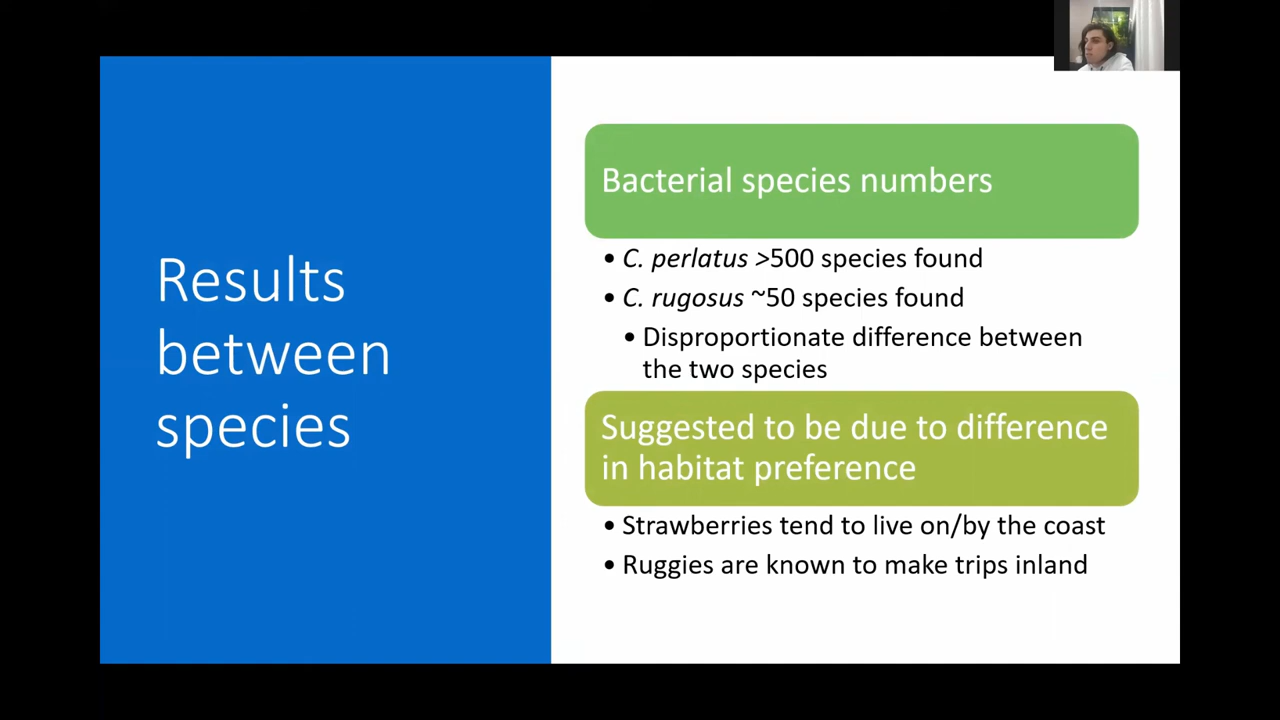 Results
between
species
Bacterial species numbers
• C. perlatus >500 species found
• C. rugosus ~50 species found
• Disproportionate difference between
the two species
Suggested to be due to difference
in habitat preference
• Strawberries tend to live on/by the coast
• Ruggies are known to make trips inland